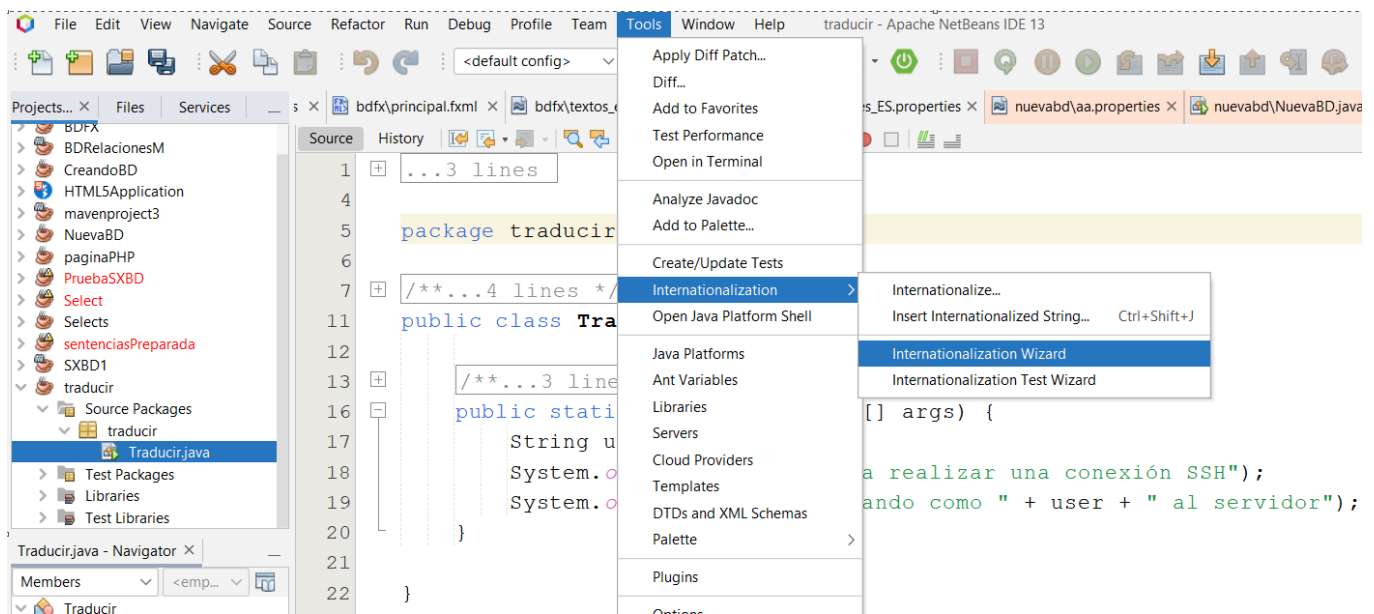 File Edit View Navigate Source Refactor Run Debug Profile Team Tools Window Help traducir - Apache NetBeans IDE 13
<default config>
Projects... × Files Services
s × bdfx\principal.fxml × bdfx\textos_e
s_ES.properties × nuevabd\aa.properties × nuevabd\NuevaBD.java
Source History
BDFX
BDRelacionesM
CreandoBD
HTML5Application
mavenproject3
NuevaBD
paginaPHP
PruebaSXBD
Select
Selects
sentenciasPreparada
SXBD1
traducir
Source Packages
traducir
Traducir.java
Test Packages
Libraries
Test Libraries
Traducir.java - Navigator ×
Members <emp...
Traducir
1 ...3 lines
4
5 package traducir
6
7 /**...4 lines */
11 public class Tra
12
13 /**...3 line
16 public stati [] args) {
17 String u
18 System.o a realizar una conexión SSH");
19 System.o ando como " + user + " al servidor");
20 }
21
22 }
Apply Diff Patch...
Diff...
Add to Favorites
Test Performance
Open in Terminal
Analyze Javadoc
Add to Palette...
Create/Update Tests
Internationalization
Open Java Platform Shell
Java Platforms
Ant Variables
Libraries
Servers
Cloud Providers
Templates
DTDs and XML Schemas
Palette
Plugins
Options
Internationalize...
Insert Internationalized String... Ctrl+Shift+J
Internationalization Wizard
Internationalization Test Wizard